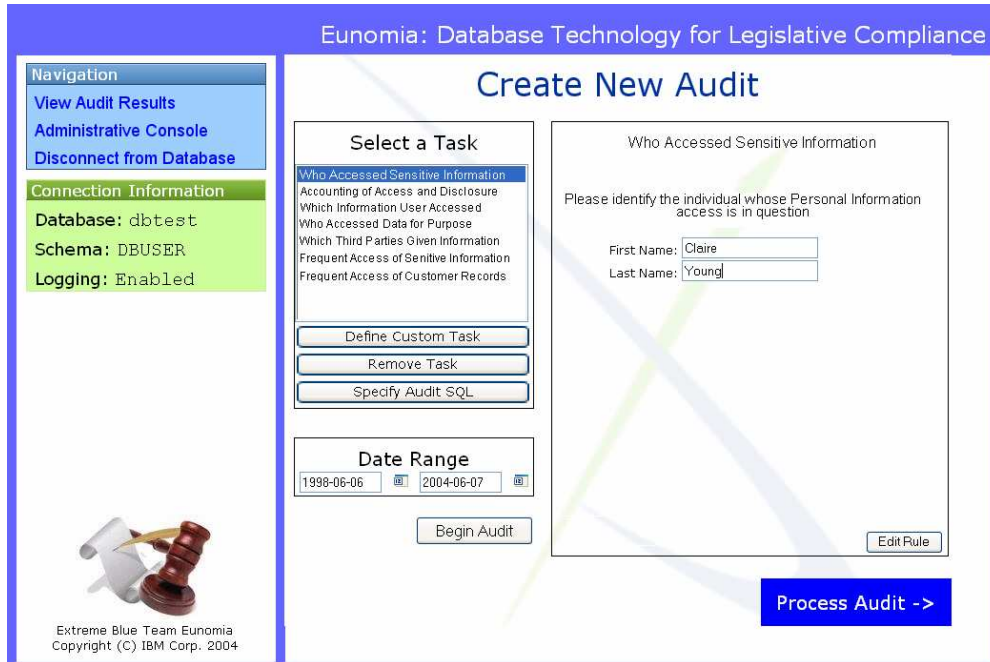 Eunomia: Database Technology for Legislative Compliance
Navigation
View Audit Results
Administrative Console
Disconnect from Database
Connection Information
Database: dbtest
Schema: DBUSER
Logging: Enabled
Extreme Blue Team Eunomia
Copyright (C) IBM Corp. 2004
Create New Audit
Select a Task
Who Accessed Sensitive Information
Accounting of Access and Disclosure
Which Information User Accessed
Who Accessed Data for Purpose
Which Third Parties Given Information
Frequent Access of Senitive Information
Frequent Access of Customer Records
Define Custom Task
Remove Task
Specify Audit SQL
Date Range
1998-06-06 2004-06-07
Begin Audit
Who Accessed Sensitive Information
Please identify the individual whose Personal Information
access is in question
First Name: Claire
Last Name: Young
Edit Rule
Process Audit ->